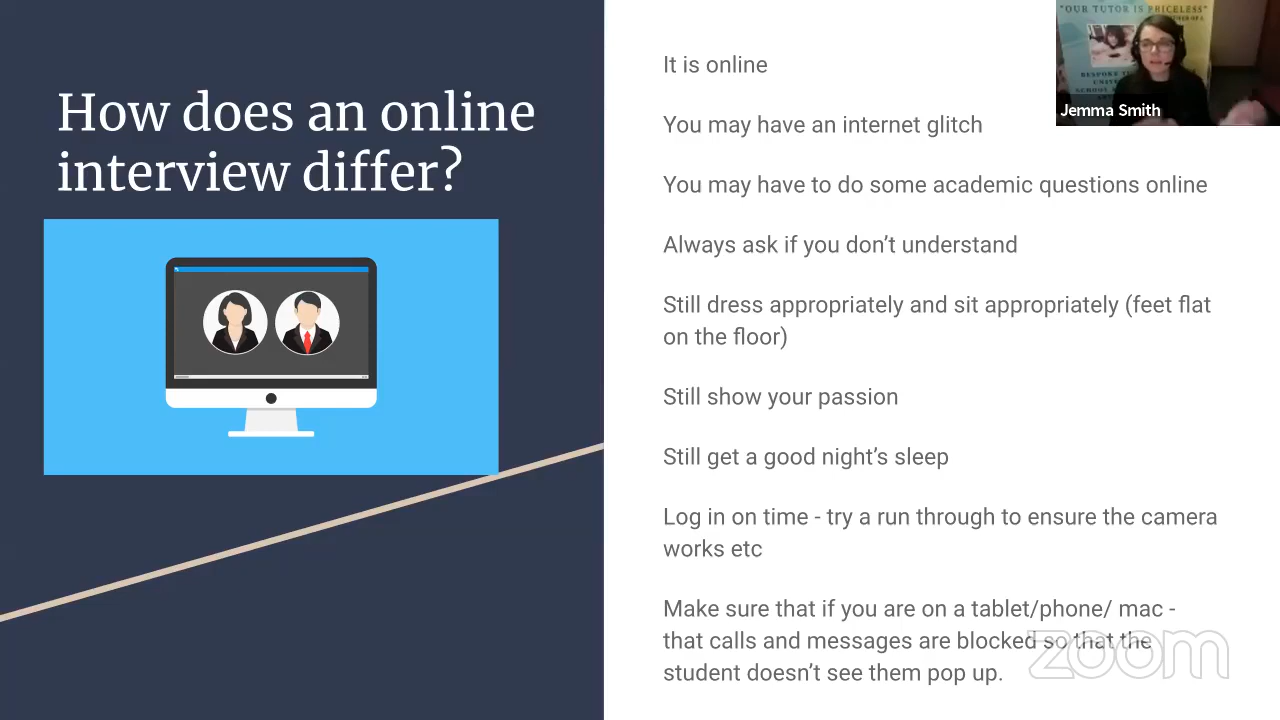 How does an online
interview differ?
It is online
You may have an internet glitch
You may have to do some academic questions online
Always ask if you don’t understand
Still dress appropriately and sit appropriately (feet flat
on the floor)
Still show your passion
Still get a good night’s sleep
Log in on time - try a run through to ensure the camera
works etc
Make sure that if you are on a tablet/phone/ mac -
that calls and messages are blocked so that the
student doesn’t see them pop up.
"OUR TUTOR IS PRICELESS"
BESPOKE
SCHOOL
Jemma Smith
zoom